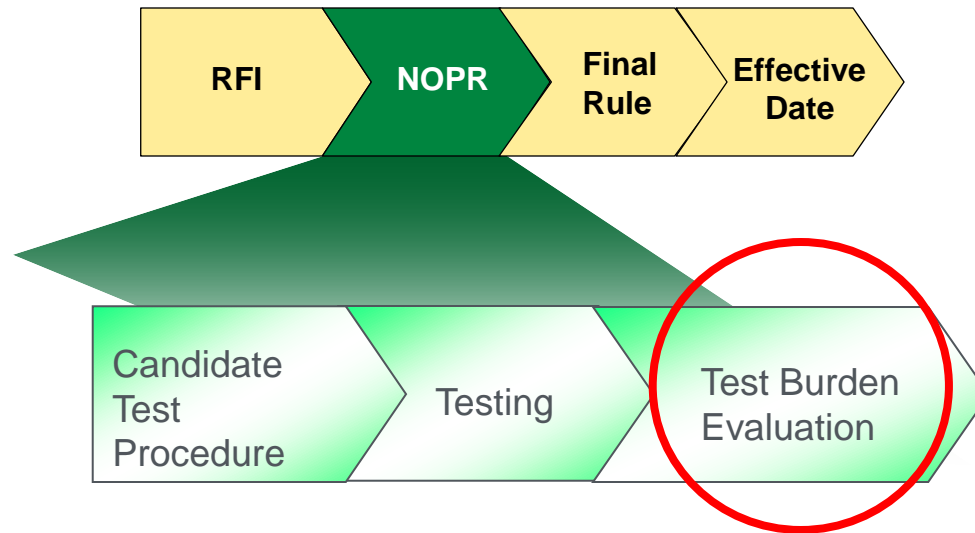 RFI
NOPR
Final
Rule
Effective
Date
Candidate
Test
Procedure
Testing
Test Burden
Evaluation